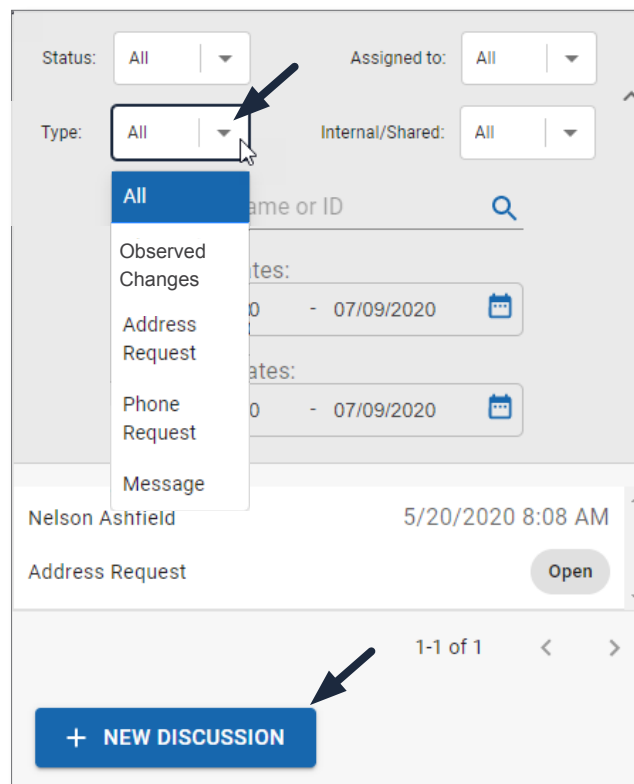 Status: All Assigned to: All
Type: All Internal/Shared: All
All
ame or ID
Observed
Changes
tes:
0 - 07/09/2020
Address
Request
ates:
0 - 07/09/2020
Phone
Request
Message
Nelson Ashfield 5/20/2020 8:08 AM
Address Request Open
1-1 of 1
+ NEW DISCUSSION